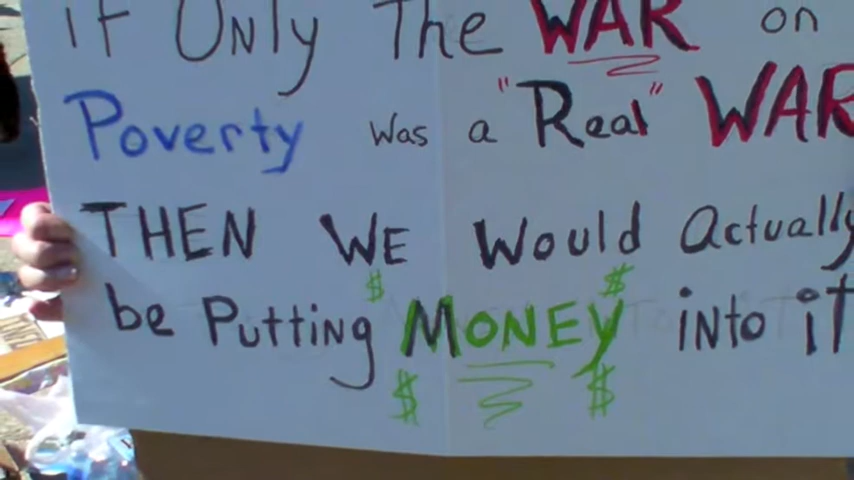 if Only The WAR on
Poverty was a "Real" WAR
THEN WE Would Actually
be Putting $ MONEY $ into it
$ $